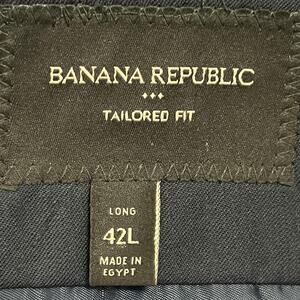 BANANA REPUBLIC
TAILORED FIT
LONG
42L
MADE IN
EGYPT